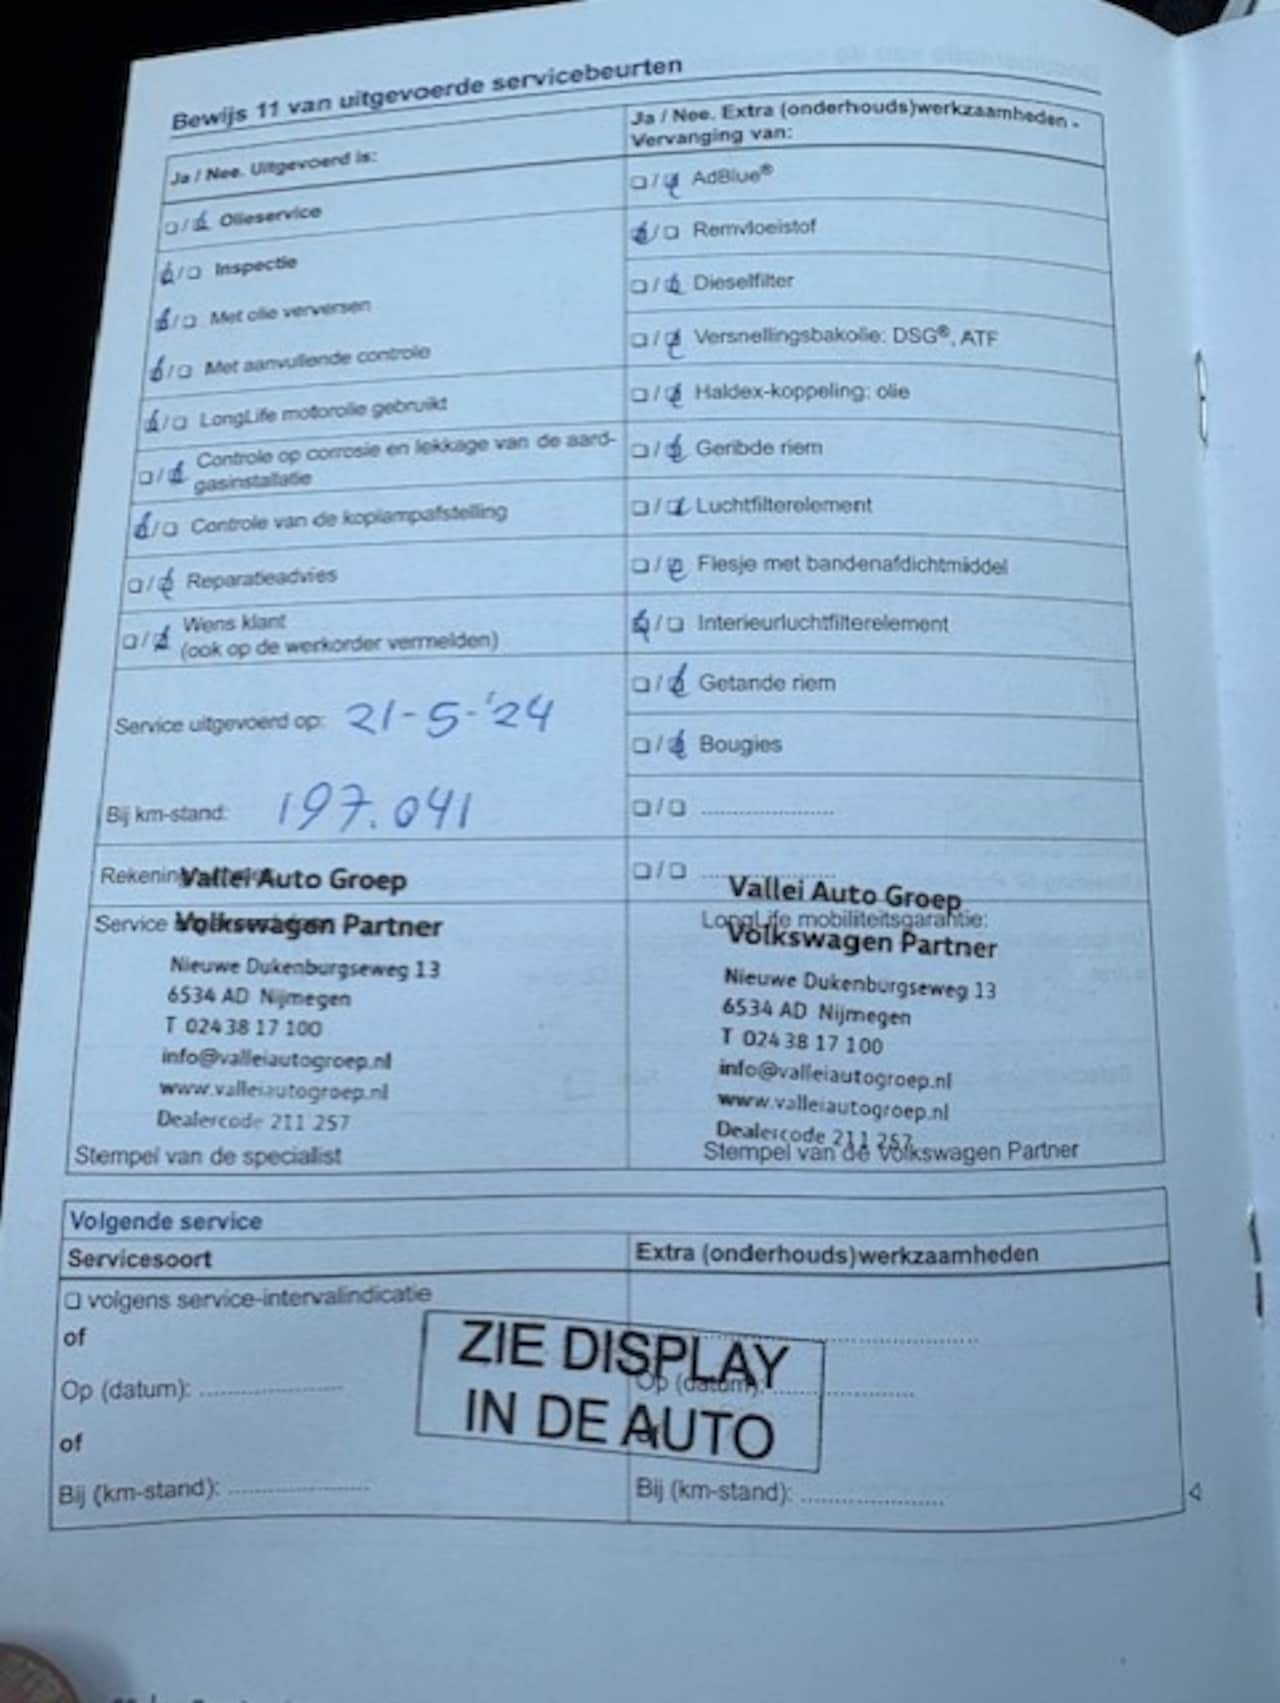 Bewijs 11 van uitgevoerde servicebeurten
Ja / Nee. Uitgevoerd is:
Olieservice
Inspectie
Met olie verversen
Met aanvullende controle
LongLife motorolie gebruikt
Controle op corrosie en lekkage van de aard-
gasinstallatie
Controle van de koplampafstelling
Reparatieadvies
Wens klant
(ook op de werkorder vermelden)
Service uitgevoerd op: 21-5-'24
Bij km-stand: 197.041
Vallei Auto Groep
Service
Volkswagen Partner
Nieuwe Dukenburgseweg 13
6534 AD Nijmegen
T 024 38 17 100
info@valleiautogroep.nl
www.valleiautogroep.nl
Dealercode 211 257
Stempel van de specialist
Ja / Nee. Extra (onderhouds)werkzaamheden -
Vervanging van:
AdBlue®
Remvloeistof
Dieselfilter
Versnellingsbakolie: DSG®, ATF
Haldex-koppeling: olie
Geribde riem
Luchtfilterelement
Flesje met bandenafdichtmiddel
Interieurluchtfilterelement
Getande riem
Bougies
Vallei Auto Groep
LongLife mobiliteitsgarantie:
Volkswagen Partner
Nieuwe Dukenburgseweg 13
6534 AD Nijmegen
T 024 38 17 100
info@valleiautogroep.nl
www.valleiautogroep.nl
Dealercode 211 257
Stempel van de Volkswagen Partner
Volgende service
Servicesoort
volgens service-intervalindicatie
of
Op (datum):
of
Bij (km-stand):
Extra (onderhouds)werkzaamheden
ZIE DISPLAY
IN DE AUTO
Op (datum):
Bij (km-stand):